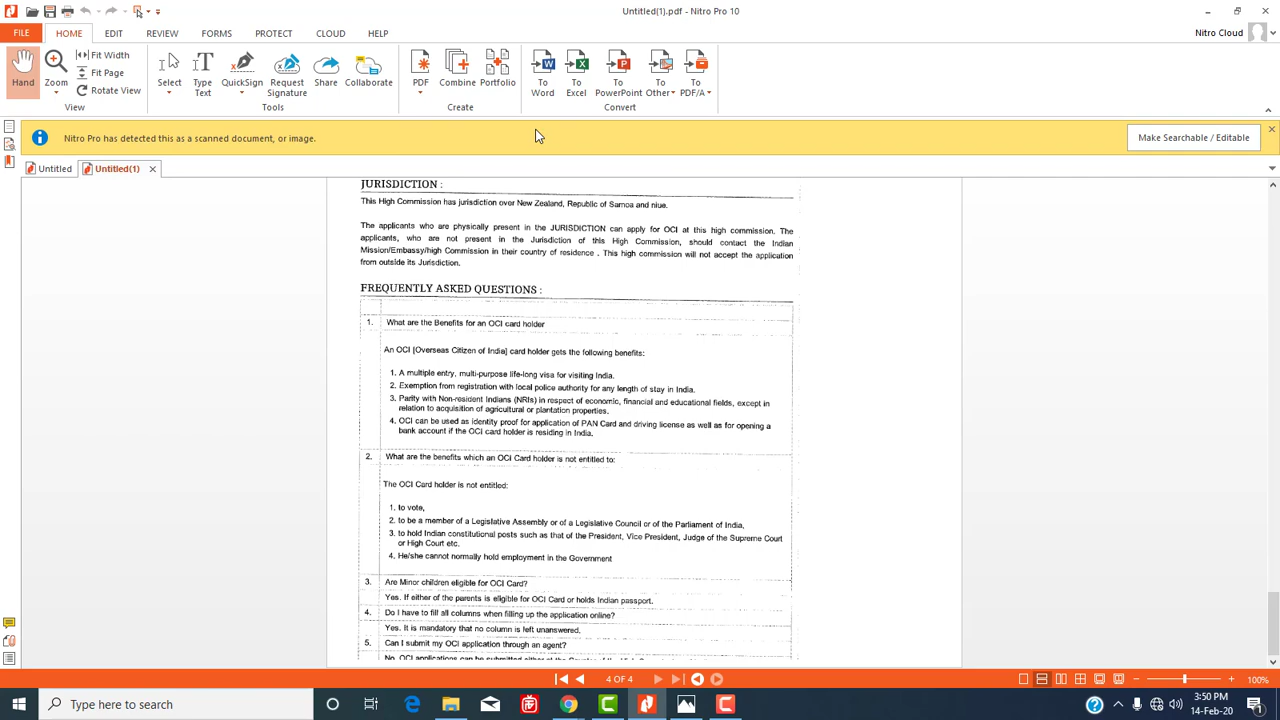 Untitled(1).pdf - Nitro Pro 10
FILE HOME EDIT REVIEW FORMS PROTECT CLOUD HELP Nitro Cloud
Hand
Zoom
Fit Width
Fit Page
Rotate View
View
Select
Type Text
QuickSign
Request Signature
Share
Collaborate
Tools
PDF
Combine
Portfolio
Create
To Word
To Excel
To PowerPoint
To Other
To PDF/A
Convert
Nitro Pro has detected this as a scanned document, or image.
Make Searchable / Editable
Untitled Untitled(1)
JURISDICTION :
This High Commission has jurisdiction over New Zealand, Republic of Samoa and niue.
The applicants who are physically present in the JURISDICTION can apply for OCI at this high commission. The
applicants, who are not present in the Jurisdiction of this High Commission, should contact the Indian
Mission/Embassy/high Commission in their country of residence . This high commission will not accept the application
from outside its Jurisdiction.
FREQUENTLY ASKED QUESTIONS :
1. What are the Benefits for an OCI card holder
An OCI [Overseas Citizen of India] card holder gets the following benefits:
1. A multiple entry, multi-purpose life-long visa for visiting India.
2. Exemption from registration with local police authority for any length of stay in India.
3. Parity with Non-resident Indians (NRIs) in respect of economic, financial and educational fields, except in
relation to acquisition of agricultural or plantation properties.
4. OCI can be used as identity proof for application of PAN Card and driving license as well as for opening a
bank account if the OCI card holder is residing in India.
2. What are the benefits which an OCI Card holder is not entitled to:
The OCI Card holder is not entitled:
1. to vote,
2. to be a member of a Legislative Assembly or of a Legislative Council or of the Parliament of India,
3. to hold Indian constitutional posts such as that of the President, Vice President, Judge of the Supreme Court
or High Court etc.
4. He/she cannot normally hold employment in the Government
3. Are Minor children eligible for OCI Card?
Yes. If either of the parents is eligible for OCI Card or holds Indian passport.
4. Do I have to fill all columns when filling up the application online?
Yes. It is mandatory that no column is left unanswered.
5. Can I submit my OCI application through an agent?
No. OCI applications can be submitted either at the Counter of the High
4 OF 4
100%
Type here to search
3:50 PM
14-Feb-20